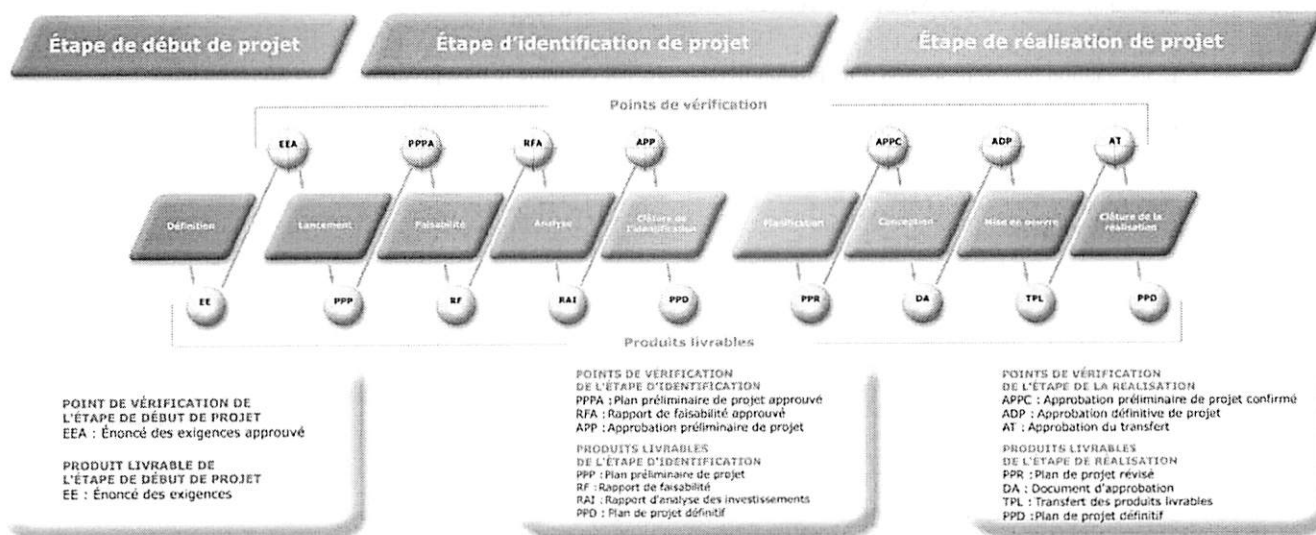 Étape de début de projet
Étape d'identification de projet
Étape de réalisation de projet
Points de vérification
EEA
PPPA
RFA
APP
APPC
ADP
AT
Définition
Lancement
Faisabilité
Analyse
Clôture de
l'identification
Planification
Conception
Mise en oeuvre
Clôture de la
réalisation
EE
PPP
RF
RAI
PPD
PPR
DA
TPL
PPD
Produits livrables
POINT DE VÉRIFICATION DE
L'ÉTAPE DE DÉBUT DE PROJET
EEA : Énoncé des exigences approuvé
PRODUIT LIVRABLE DE
L'ÉTAPE DE DÉBUT DE PROJET
EE : Énoncé des exigences
POINTS DE VÉRIFICATION
DE L'ÉTAPE D'IDENTIFICATION
PPPA : Plan préliminaire de projet approuvé
RFA : Rapport de faisabilité approuvé
APP : Approbation préliminaire de projet
PRODUITS LIVRABLES
DE L'ÉTAPE D'IDENTIFICATION
PPP : Plan préliminaire de projet
RF : Rapport de faisabilité
RAI : Rapport d'analyse des investissements
PPD : Plan de projet définitif
POINTS DE VÉRIFICATION
DE L'ÉTAPE DE LA RÉALISATION
APPC : Approbation préliminaire de projet confirmé
ADP : Approbation définitive de projet
AT : Approbation du transfert
PRODUITS LIVRABLES
DE L'ÉTAPE DE RÉALISATION
PPR : Plan de projet révisé
DA : Document d'approbation
TPL : Transfert des produits livrables
PPD : Plan de projet définitif